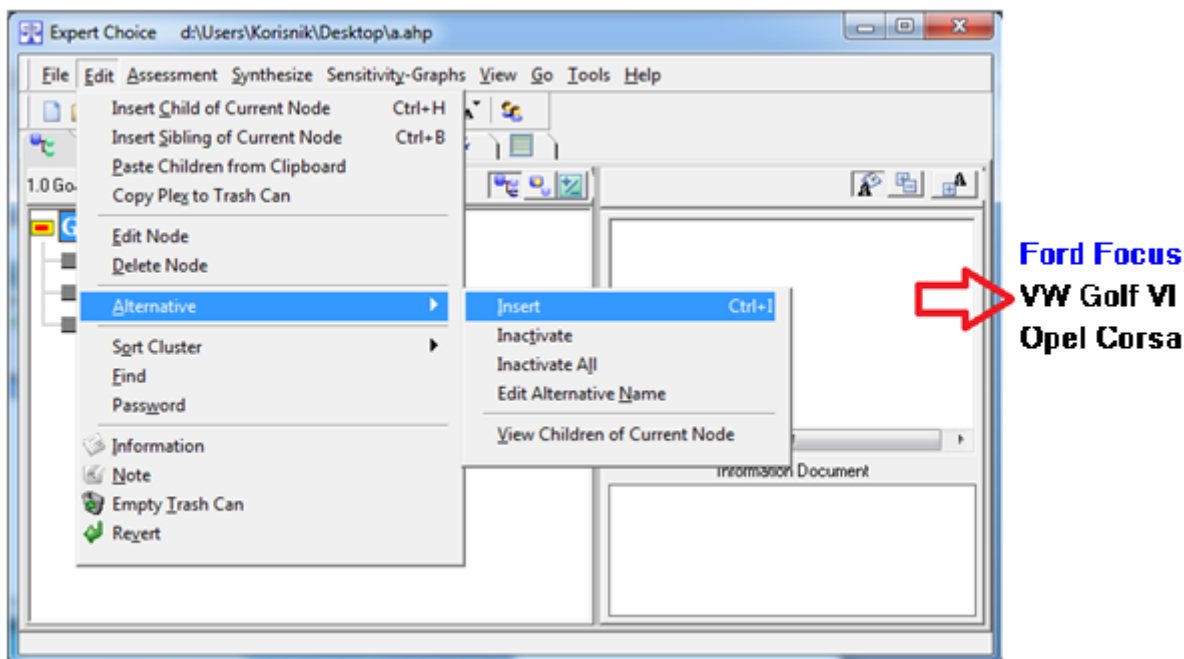 Expert Choice d:\Users\Korisnik\Desktop\a.ahp
File Edit Assessment Synthesize Sensitivity-Graphs View Go Tools Help
Insert Child of Current Node Ctrl+H
Insert Sibling of Current Node Ctrl+B
Paste Children from Clipboard
Copy Plex to Trash Can
1.0 Go
G
Edit Node
Delete Node
Alternative
Sort Cluster
Find
Password
Information
Note
Empty Trash Can
Revert
Insert Ctrl+I
Inactivate
Inactivate All
Edit Alternative Name
View Children of Current Node
Information Document
Ford Focus
VW Golf VI
Opel Corsa